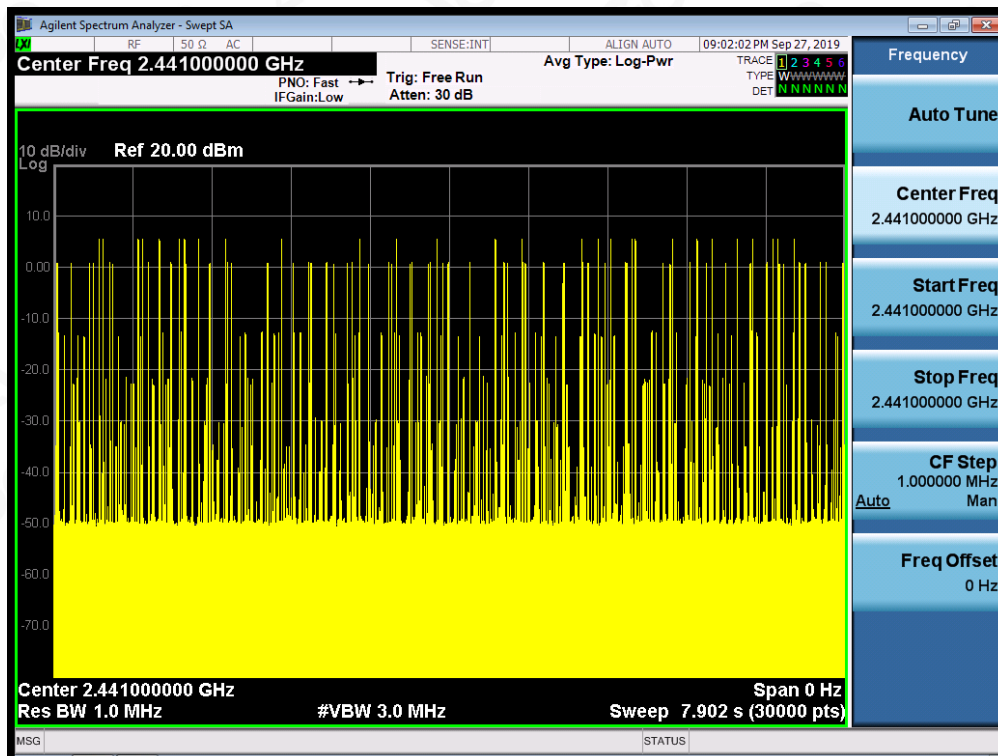 Agilent Spectrum Analyzer - Swept SA
LXI RF 50 Ω AC SENSE:INT ALIGN AUTO 09:02:02 PM Sep 27, 2019
Center Freq 2.441000000 GHz
PNO: Fast
IFGain:Low
Trig: Free Run
Atten: 30 dB
Avg Type: Log-Pwr
TRACE 1 2 3 4 5 6
TYPE W
DET N N N N N N
10 dB/div Ref 20.00 dBm
Log
10.0
0.00
-10.0
-20.0
-30.0
-40.0
-50.0
-60.0
-70.0
Center 2.441000000 GHz Span 0 Hz
Res BW 1.0 MHz #VBW 3.0 MHz Sweep 7.902 s (30000 pts)
MSG STATUS
Frequency
Auto Tune
Center Freq
2.441000000 GHz
Start Freq
2.441000000 GHz
Stop Freq
2.441000000 GHz
CF Step
1.000000 MHz
Auto Man
Freq Offset
0 Hz